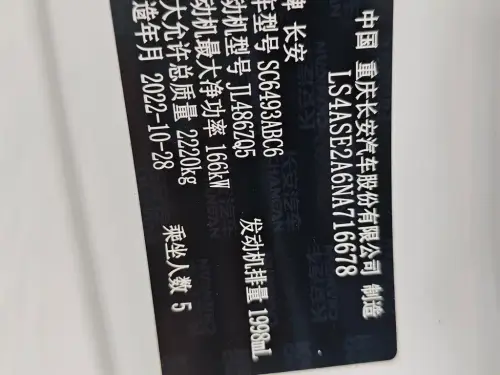 中国 重庆长安汽车股份有限公司 制造
LS4ASE2A6NA716678
牌 长安
车型号 SC6493ABC6
动机型号 JL486ZQ5 发动机排量 1998mL
动机最大净功率 166kW
大允许总质量 2220kg 乘坐人数 5
造年月 2022-10-28